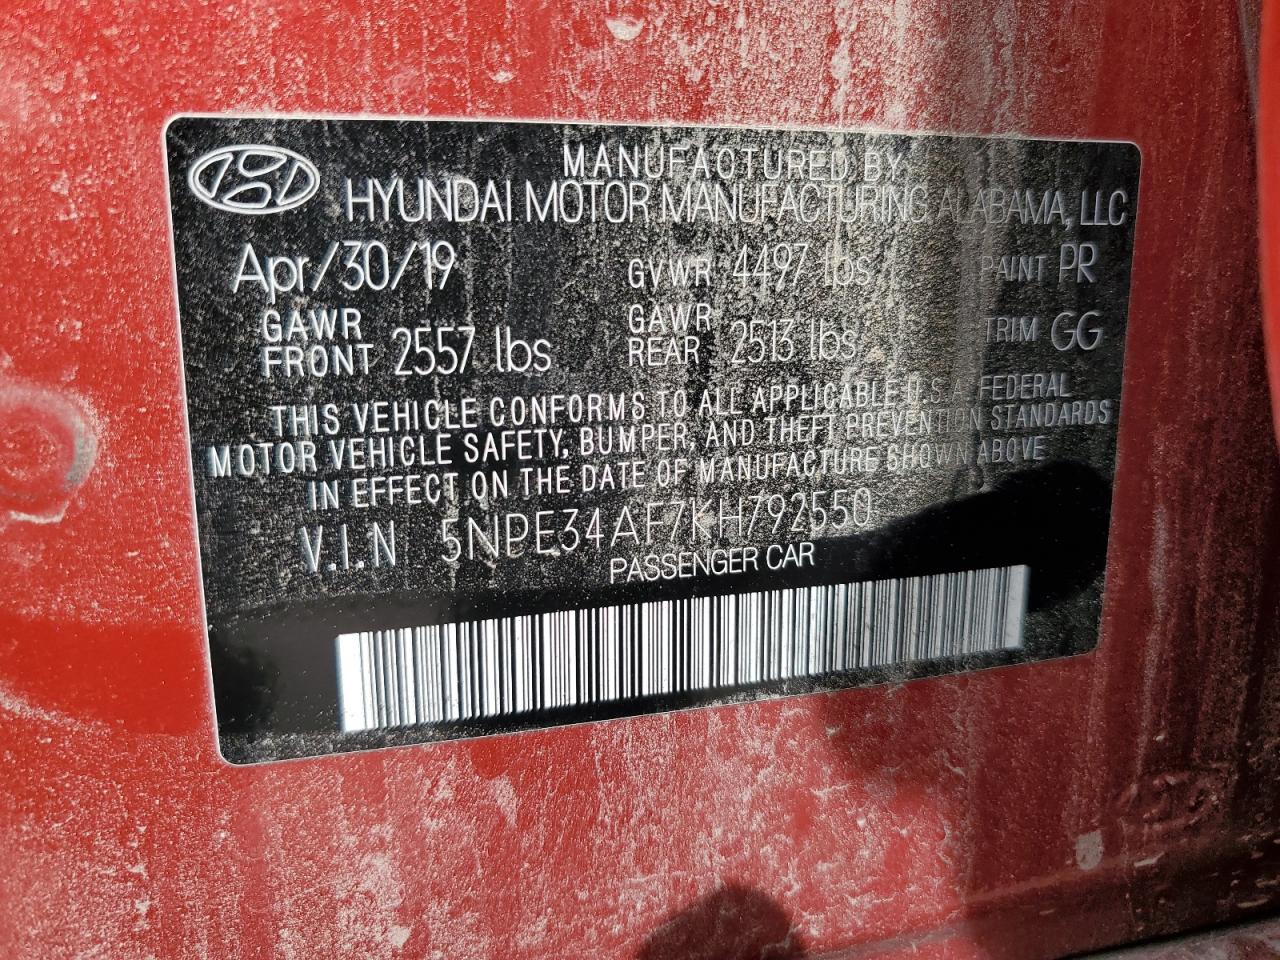 MANUFACTURED BY
HYUNDAI MOTOR MANUFACTURING ALABAMA, LLC
Apr/30/19 GVWR 4497 lbs PAINT PR
GAWR FRONT 2557 lbs GAWR REAR 2513 lbs TRIM GG
THIS VEHICLE CONFORMS TO ALL APPLICABLE U.S.A. FEDERAL
MOTOR VEHICLE SAFETY, BUMPER, AND THEFT PREVENTION STANDARDS
IN EFFECT ON THE DATE OF MANUFACTURE SHOWN ABOVE
V.I.N 5NPE34AF7KH792550
PASSENGER CAR